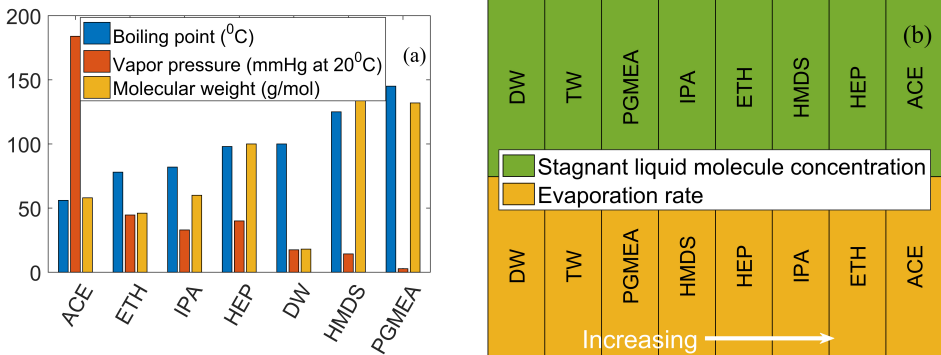 200
150
100
50
0
Boiling point (⁰C)
Vapor pressure (mmHg at 20⁰C)
Molecular weight (g/mol)
(a)
ACE ETH IPA HEP DW HMDS PGMEA
(b)
DW TW PGMEA IPA ETH HMDS HEP ACE
Stagnant liquid molecule concentration
Evaporation rate
DW TW PGMEA HMDS HEP IPA ETH ACE
Increasing